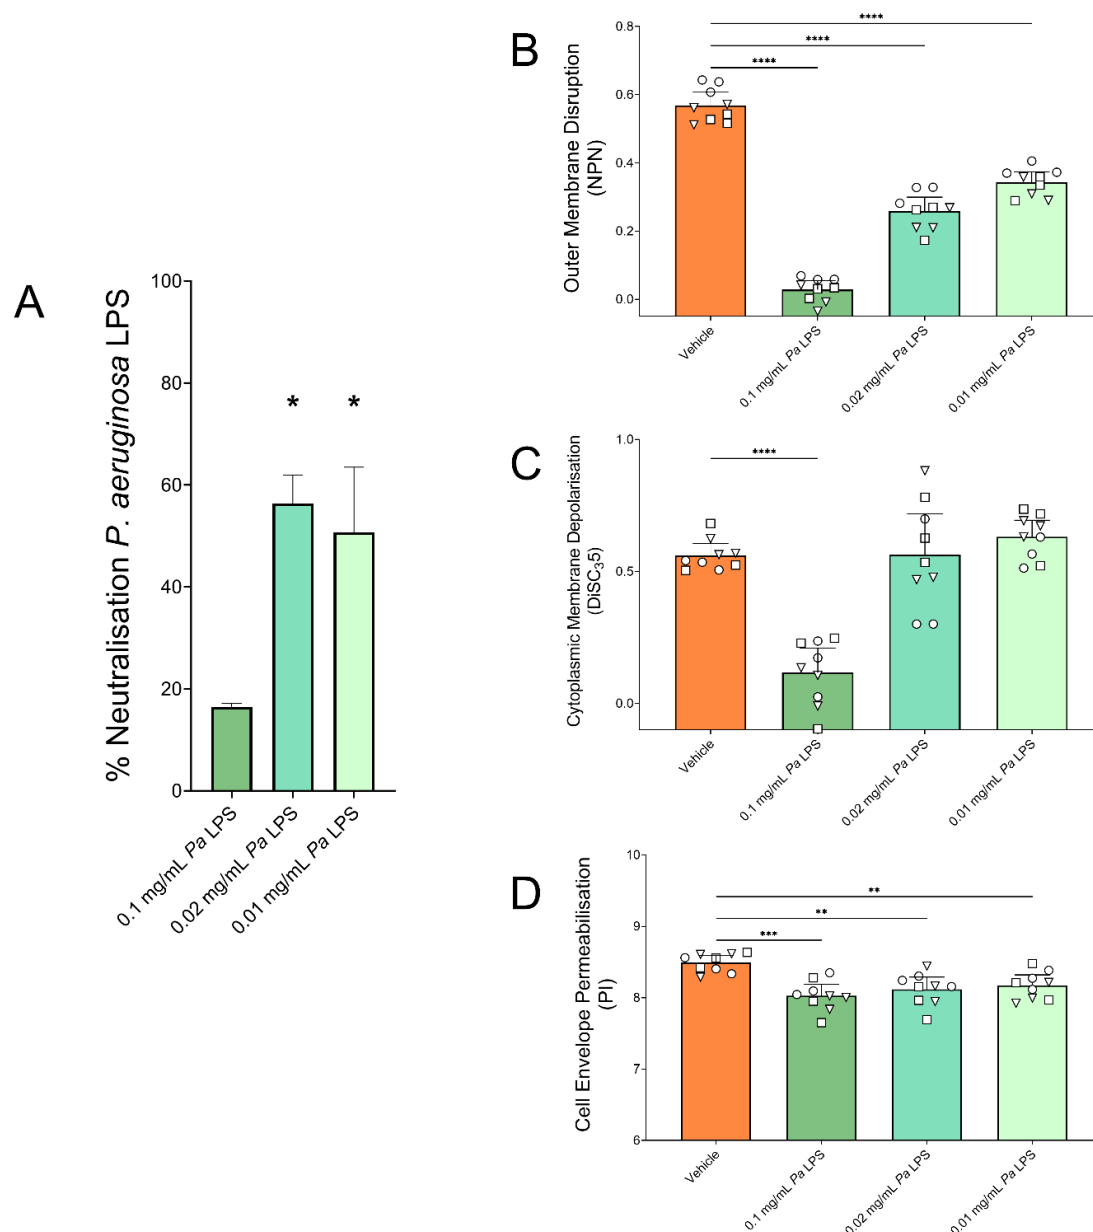 A
% Neutralisation P. aeruginosa LPS
100
80
60
40
20
0
*
*
0.1 mg/mL Pa LPS
0.02 mg/mL Pa LPS
0.01 mg/mL Pa LPS
B
Outer Membrane Disruption
(NPN)
0.8
0.6
0.4
0.2
0.0
****
****
****
Vehicle
0.1 mg/mL Pa LPS
0.02 mg/mL Pa LPS
0.01 mg/mL Pa LPS
C
Cytoplasmic Membrane Depolarisation
(DiSC₃5)
1.0
0.5
0.0
****
Vehicle
0.1 mg/mL Pa LPS
0.02 mg/mL Pa LPS
0.01 mg/mL Pa LPS
D
Cell Envelope Permeabilisation
(PI)
10
9
8
7
6
**
**
***
Vehicle
0.1 mg/mL Pa LPS
0.02 mg/mL Pa LPS
0.01 mg/mL Pa LPS